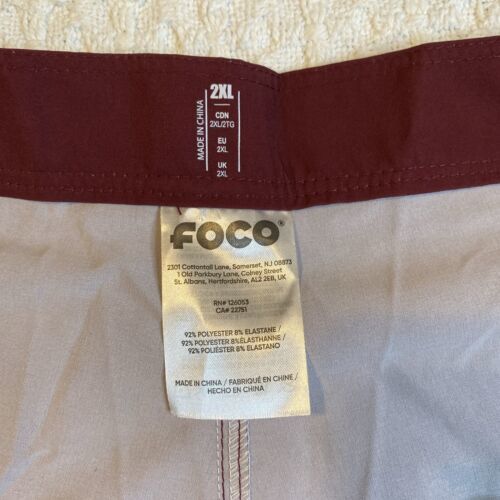 MADE IN CHINA
2XL
CDN
2XL/2TG
EU
2XL
UK
2XL
FOCO®
2301 Cottontail Lane, Somerset, NJ 08873
1 Old Parkbury Lane, Colney Street
St. Albans, Hertfordshire, AL2 2EB, UK
RN# 126053
CA# 22751
92% POLYESTER 8% ELASTANE /
92% POLYESTER 8% ÉLASTHANNE /
92% POLIÉSTER 8% ELASTANO
MADE IN CHINA / FABRIQUÉ EN CHINE /
HECHO EN CHINA